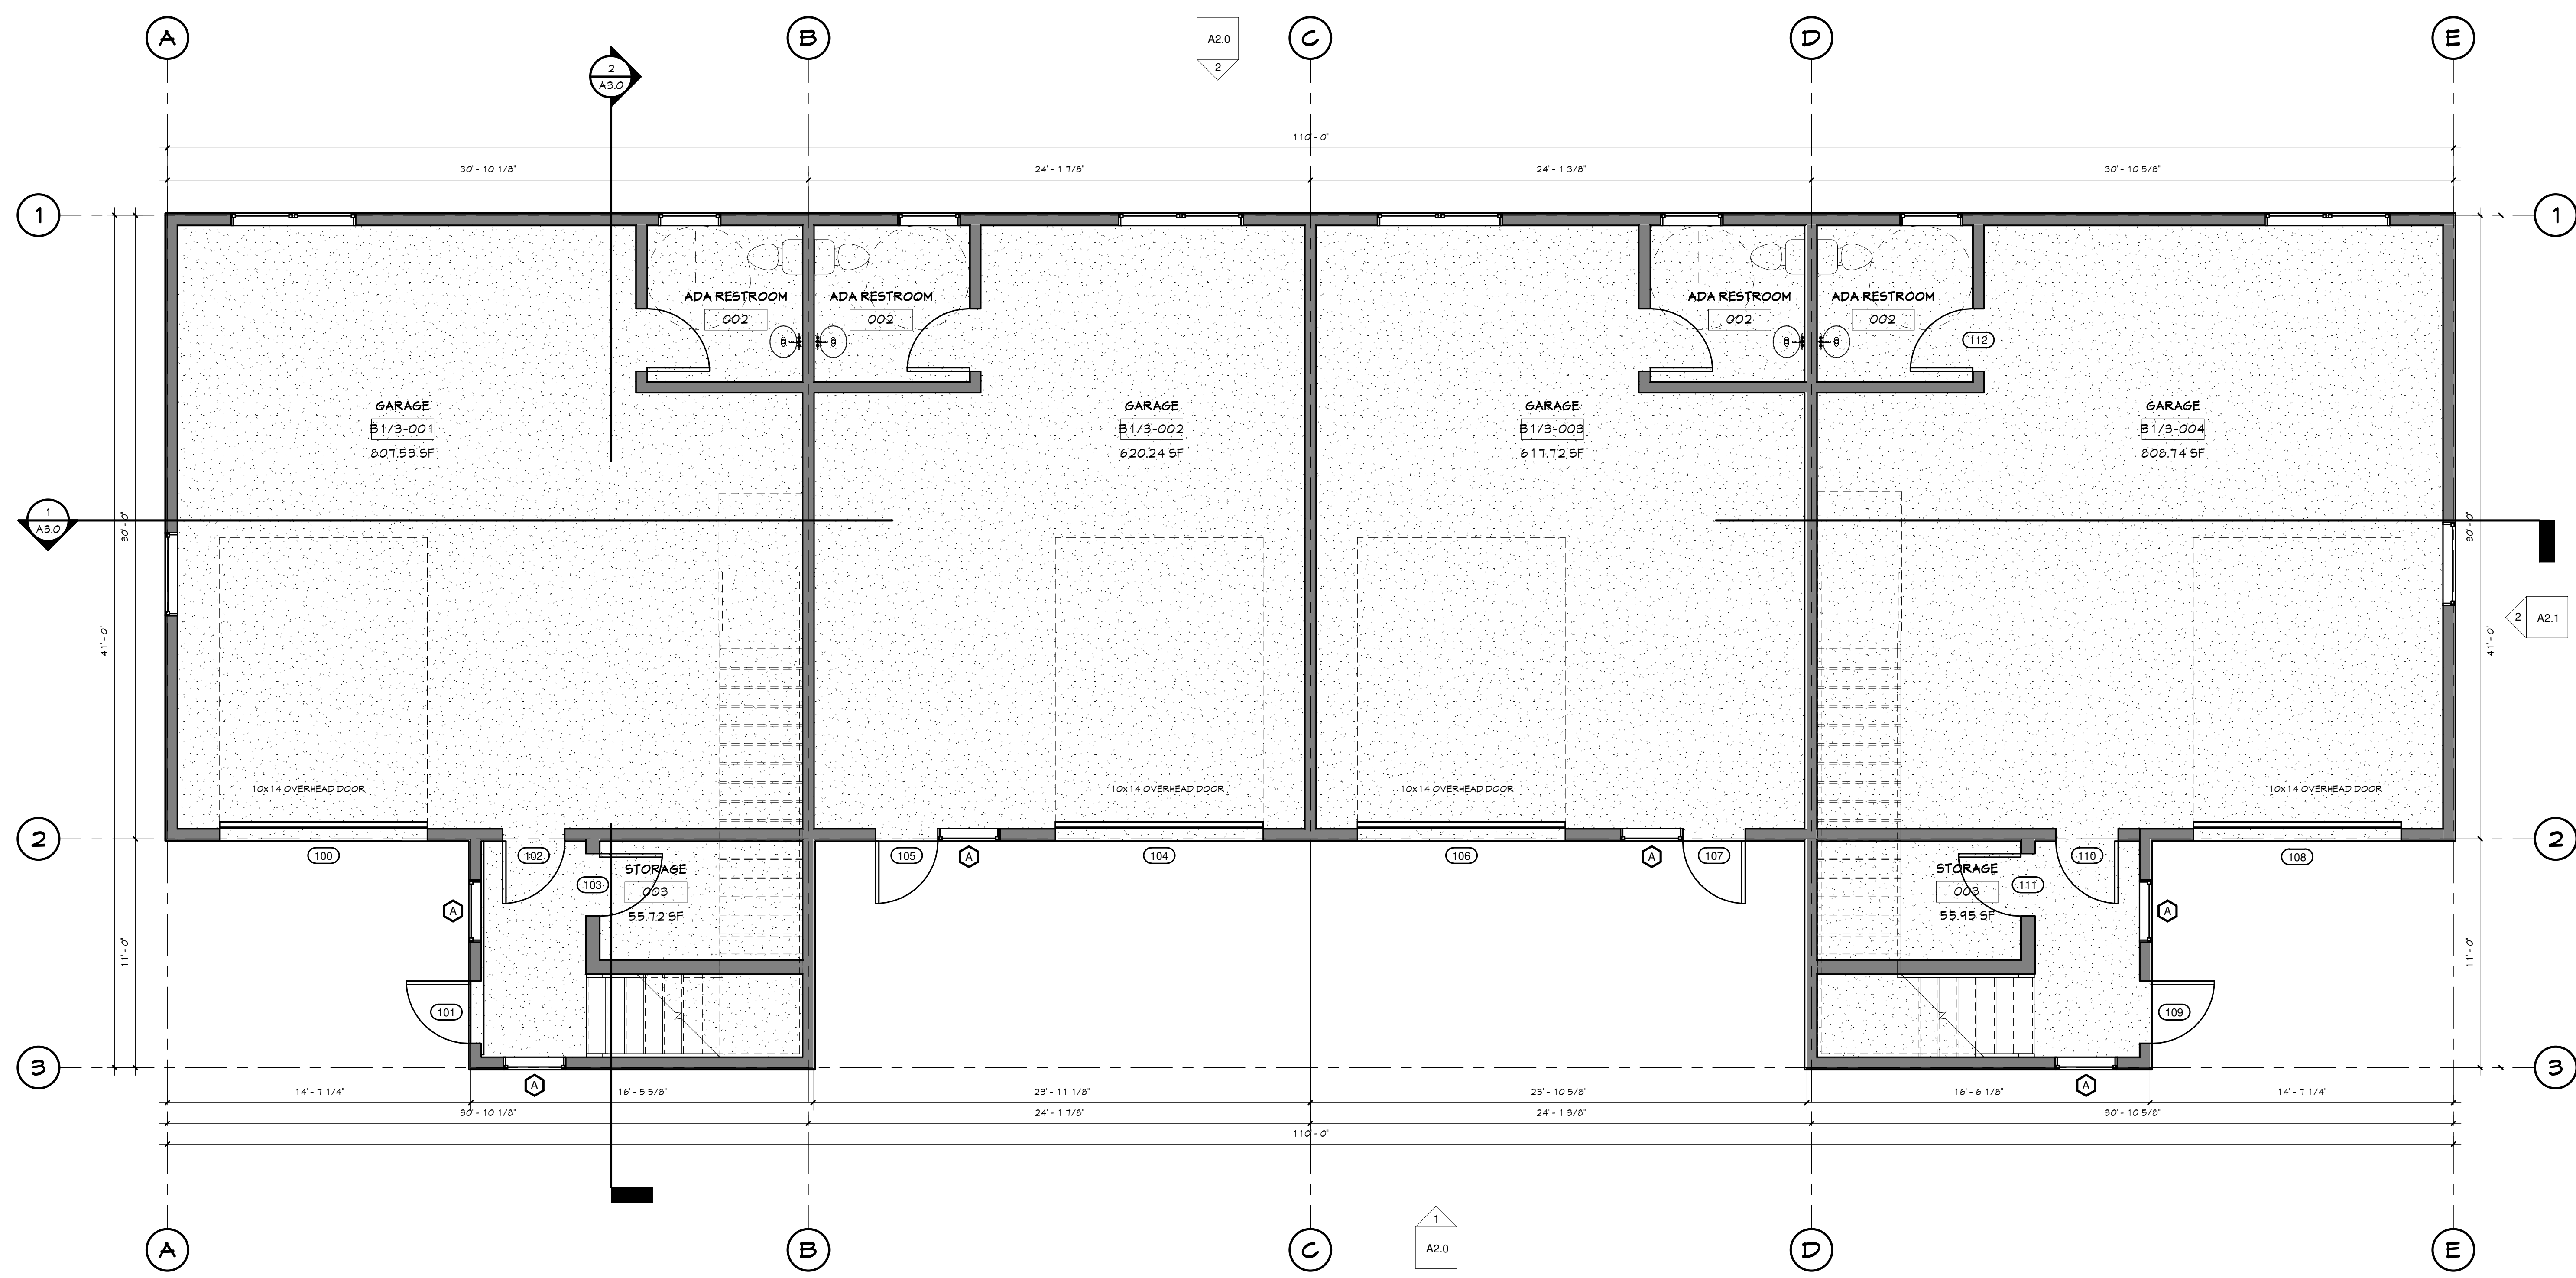 A B C D E
A2.0
2
2
A3.0
110' - 0"
30' - 10 1/8" 24' - 1 7/8" 24' - 1 3/8" 30' - 10 5/8"
1 1
ADA RESTROOM ADA RESTROOM ADA RESTROOM ADA RESTROOM
002 002 002 002
112
GARAGE GARAGE GARAGE GARAGE
B1/3-001 B1/3-002 B1/3-003 B1/3-004
807.53 SF 620.24 SF 617.72 SF 808.74 SF
1
A3.0
30' - 0" 30' - 0"
2 A2.1
41' - 0" 41' - 0"
10x14 OVERHEAD DOOR 10x14 OVERHEAD DOOR 10x14 OVERHEAD DOOR 10x14 OVERHEAD DOOR
2 2
100 102 105 A 104 106 A 107 110 108
STORAGE STORAGE
103 003 003 111
A 55.72 SF 55.95 SF A
11' - 0" 11' - 0"
101 109
3 3
A A
14' - 7 1/4" 16' - 5 5/8" 23' - 11 1/8" 23' - 10 5/8" 16' - 6 1/8" 14' - 7 1/4"
30' - 10 1/8" 24' - 1 7/8" 24' - 1 3/8" 30' - 10 5/8"
110' - 0"
1
A2.0
A B C D E